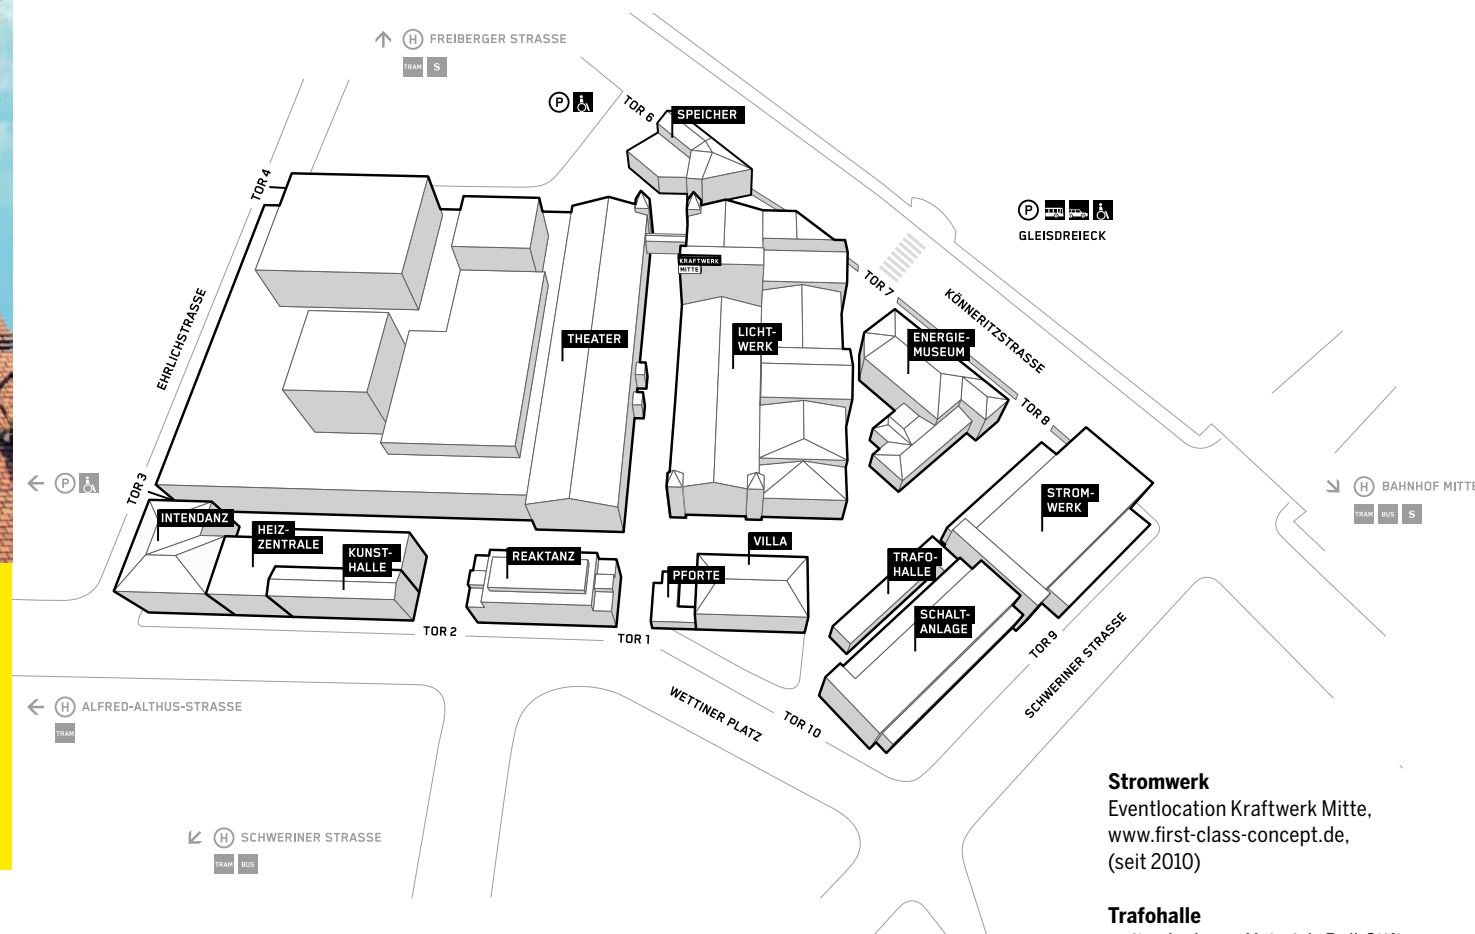 H FREIBERGER STRASSE
TRAM S
P
TOR 6
SPEICHER
TOR 4
P
GLEISDREIECK
KRAFTWERK
MITTE
TOR 7
KÖNNERITZSTRASSE
EHRLICHSTRASSE
THEATER
LICHT-
WERK
ENERGIE-
MUSEUM
TOR 8
P
TOR 3
H BAHNHOF MITTE
TRAM BUS S
STROM-
WERK
INTENDANZ
HEIZ-
ZENTRALE
KUNST-
HALLE
REAKTANZ
VILLA
PFORTE
TRAFO-
HALLE
SCHALT-
ANLAGE
TOR 2
TOR 1
TOR 9
SCHWERINER STRASSE
WETTINER PLATZ
TOR 10
H ALFRED-ALTHUS-STRASSE
TRAM
H SCHWERINER STRASSE
TRAM BUS
Stromwerk
Eventlocation Kraftwerk Mitte,
www.first-class-concept.de,
(seit 2010)
Trafohalle